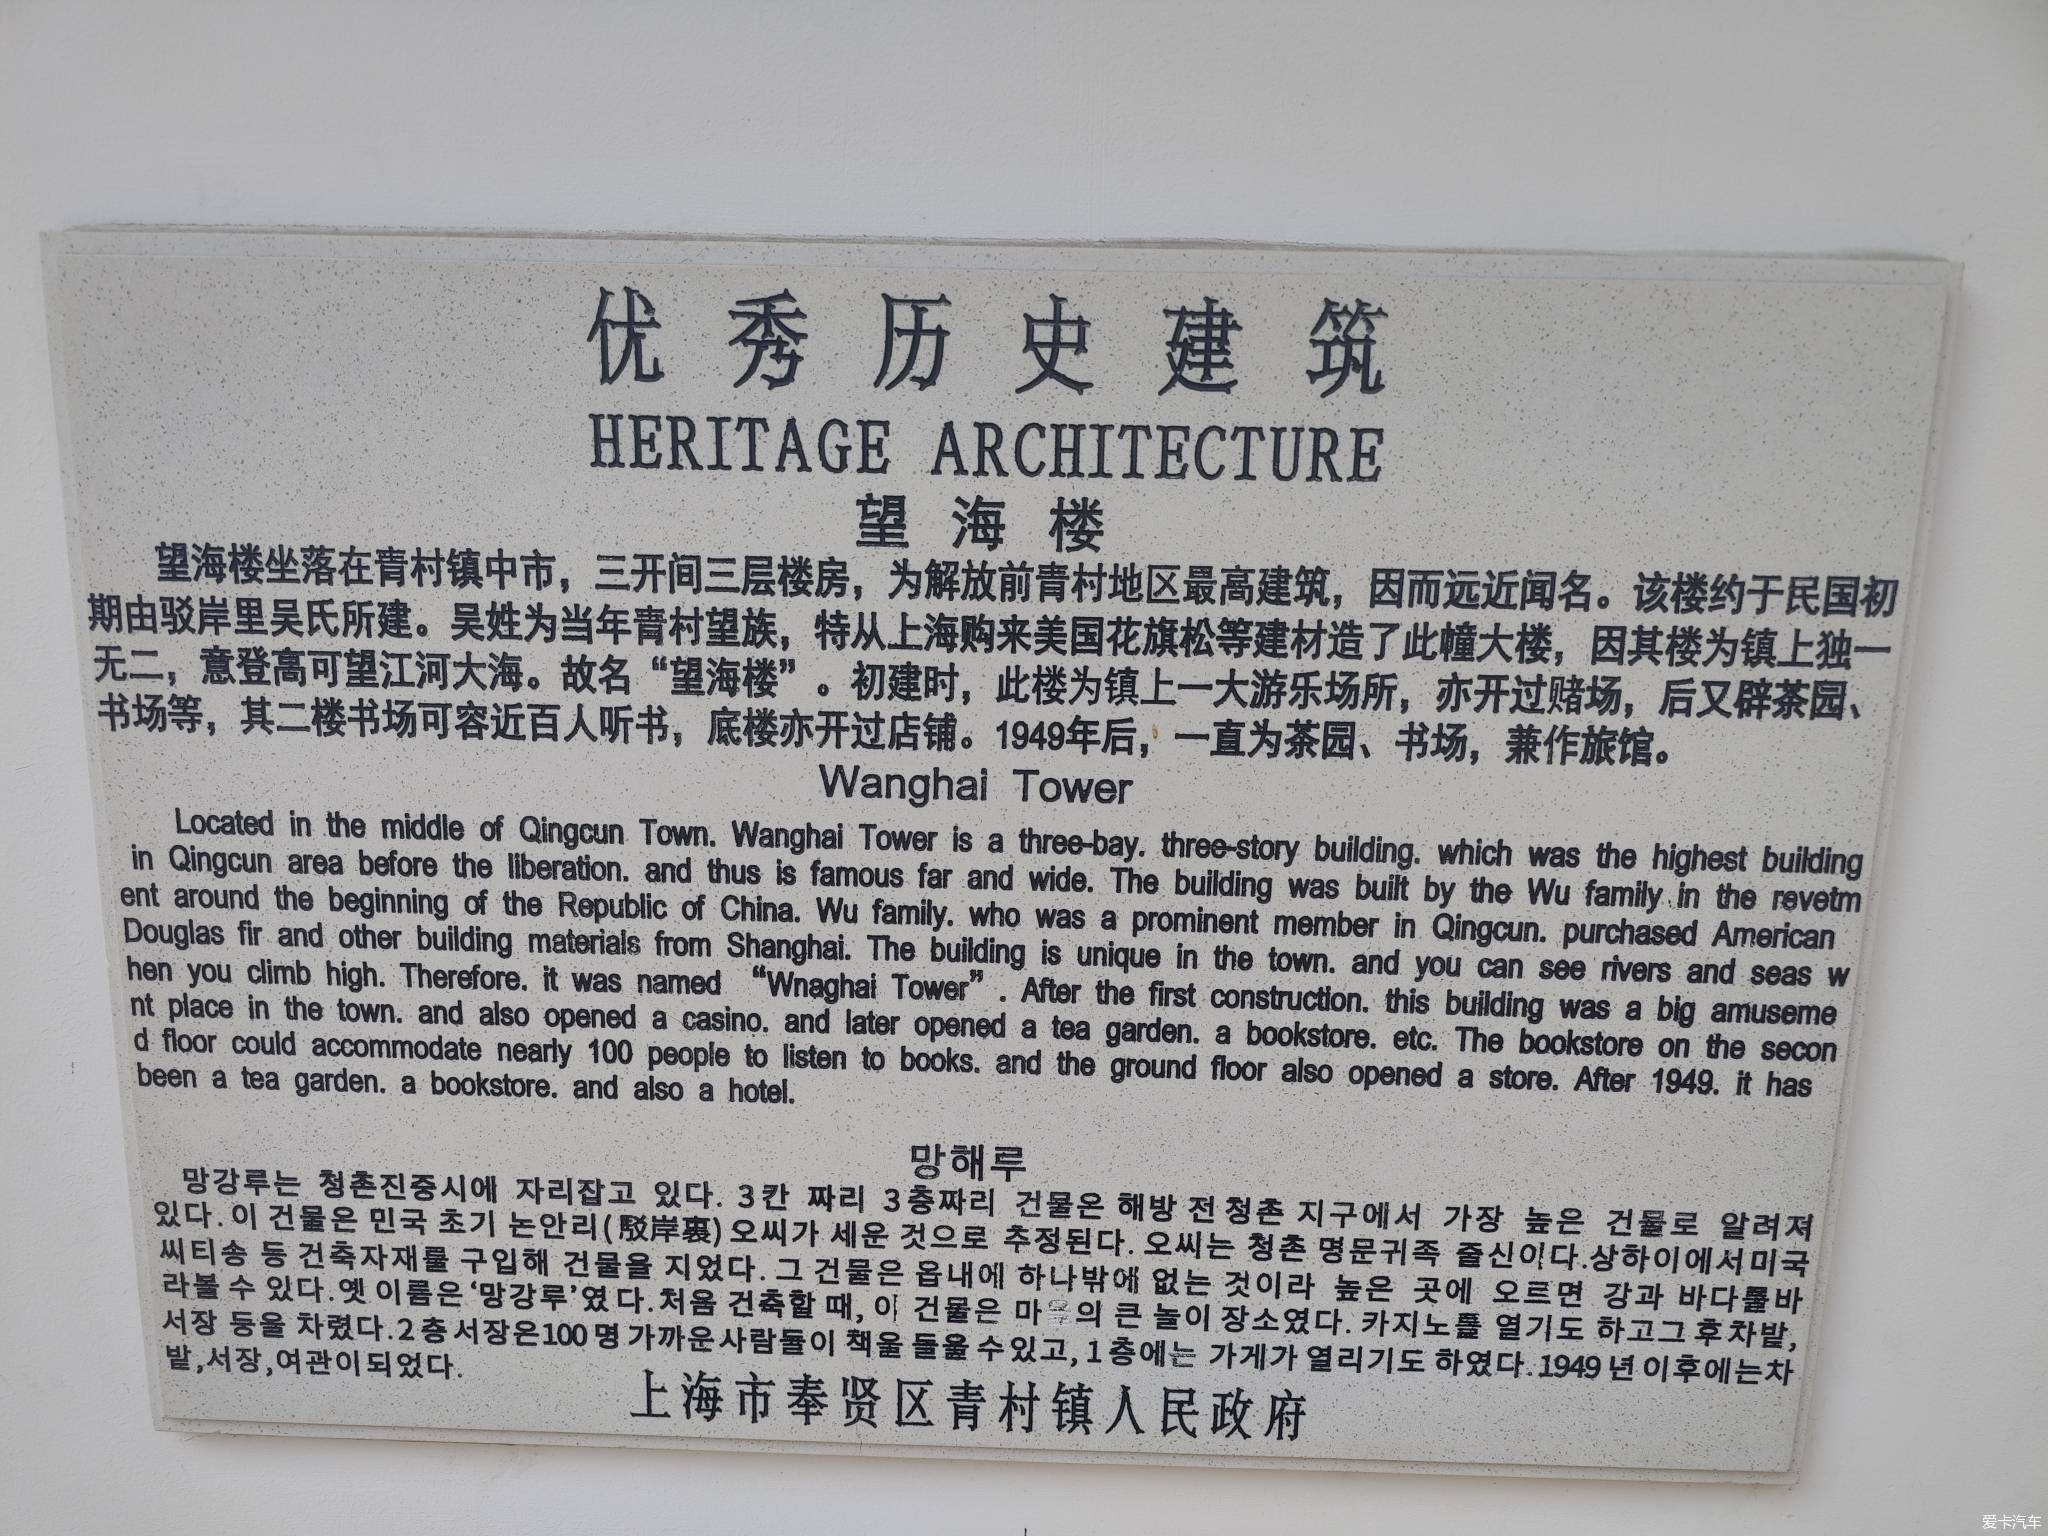 优秀历史建筑
HERITAGE ARCHITECTURE
望海楼
望海楼坐落在青村镇中市，三开间三层楼房，为解放前青村地区最高建筑，因而远近闻名。该楼约于民国初
期由驳岸里吴氏所建。吴姓为当年青村望族，特从上海购来美国花旗松等建材造了此幢大楼，因其楼为镇上独一
无二，意登高可望江河大海。故名“望海楼”。初建时，此楼为镇上一大游乐场所，亦开过赌场，后又辟茶园、
书场等，其二楼书场可容近百人听书，底楼亦开过店铺。1949年后，一直为茶园、书场，兼作旅馆。
Wanghai Tower
Located in the middle of Qingcun Town. Wanghai Tower is a three-bay. three-story building. which was the highest building
in Qingcun area before the liberation. and thus is famous far and wide. The building was built by the Wu family in the revetm
ent around the beginning of the Republic of China. Wu family. who was a prominent member in Qingcun. purchased American
Douglas fir and other building materials from Shanghai. The building is unique in the town. and you can see rivers and seas w
hen you climb high. Therefore. it was named “Wnaghai Tower”. After the first construction. this building was a big amuseme
nt place in the town. and also opened a casino. and later opened a tea garden. a bookstore. etc. The bookstore on the secon
d floor could accommodate nearly 100 people to listen to books. and the ground floor also opened a store. After 1949. it has
been a tea garden. a bookstore. and also a hotel.
망해루
망강루는 청촌진중시에 자리잡고 있다. 3칸 짜리 3층짜리 건물은 해방 전 청촌 지구에서 가장 높은 건물로 알려져
있다. 이 건물은 민국 초기 논안리(駁岸裏) 오씨가 세운 것으로 추정된다. 오씨는 청촌 명문귀족 출신이다.상하이에서미국
씨티송 등 건축자재를 구입해 건물을 지었다. 그 건물은 읍내에 하나밖에 없는 것이라 높은 곳에 오르면 강과 바다를바
라볼 수 있다.옛 이름은 ‘망강루’였다.처음 건축할 때, 이 건물은 의 큰 놀이 장소였다. 카지노를 열기도 하고그후차밭,
서장 등을 차렸다.2층서장은100명가까운사람들이 책을 들을 수있고, 1층에는 가게가 열리기도 하였다.1949년이후에는차
밭,서장,여관이되었다.
上海市奉贤区青村镇人民政府
爱卡汽车